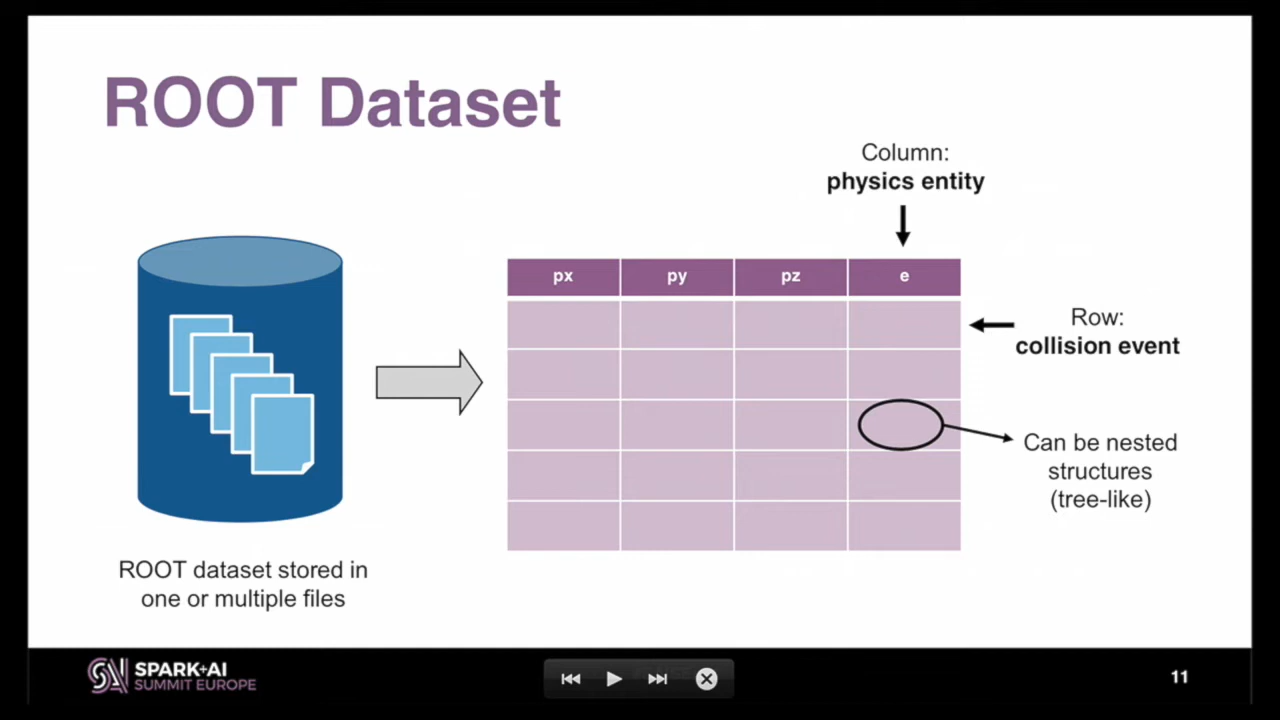 ROOT Dataset
Column:
physics entity
px py pz e
Row:
collision event
Can be nested
structures
(tree-like)
ROOT dataset stored in
one or multiple files
SPARK+AI
SUMMIT EUROPE
11